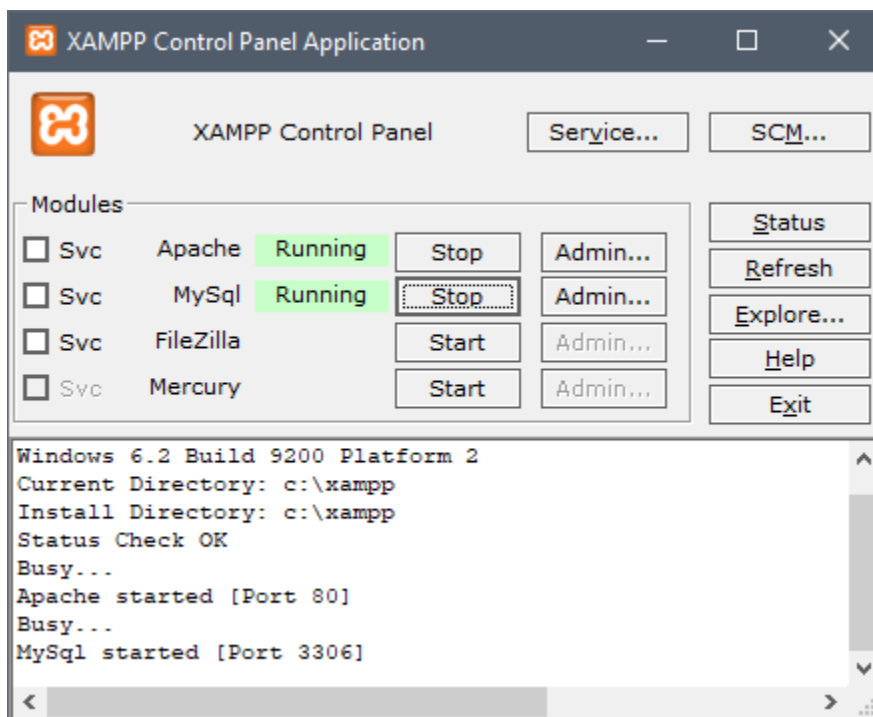 XAMPP Control Panel Application
XAMPP Control Panel Service... SCM...
Modules
Svc Apache Running Stop Admin...
Svc MySql Running Stop Admin...
Svc FileZilla Start Admin...
Svc Mercury Start Admin...
Status
Refresh
Explore...
Help
Exit
Windows 6.2 Build 9200 Platform 2
Current Directory: c:\xampp
Install Directory: c:\xampp
Status Check OK
Busy...
Apache started [Port 80]
Busy...
MySql started [Port 3306]